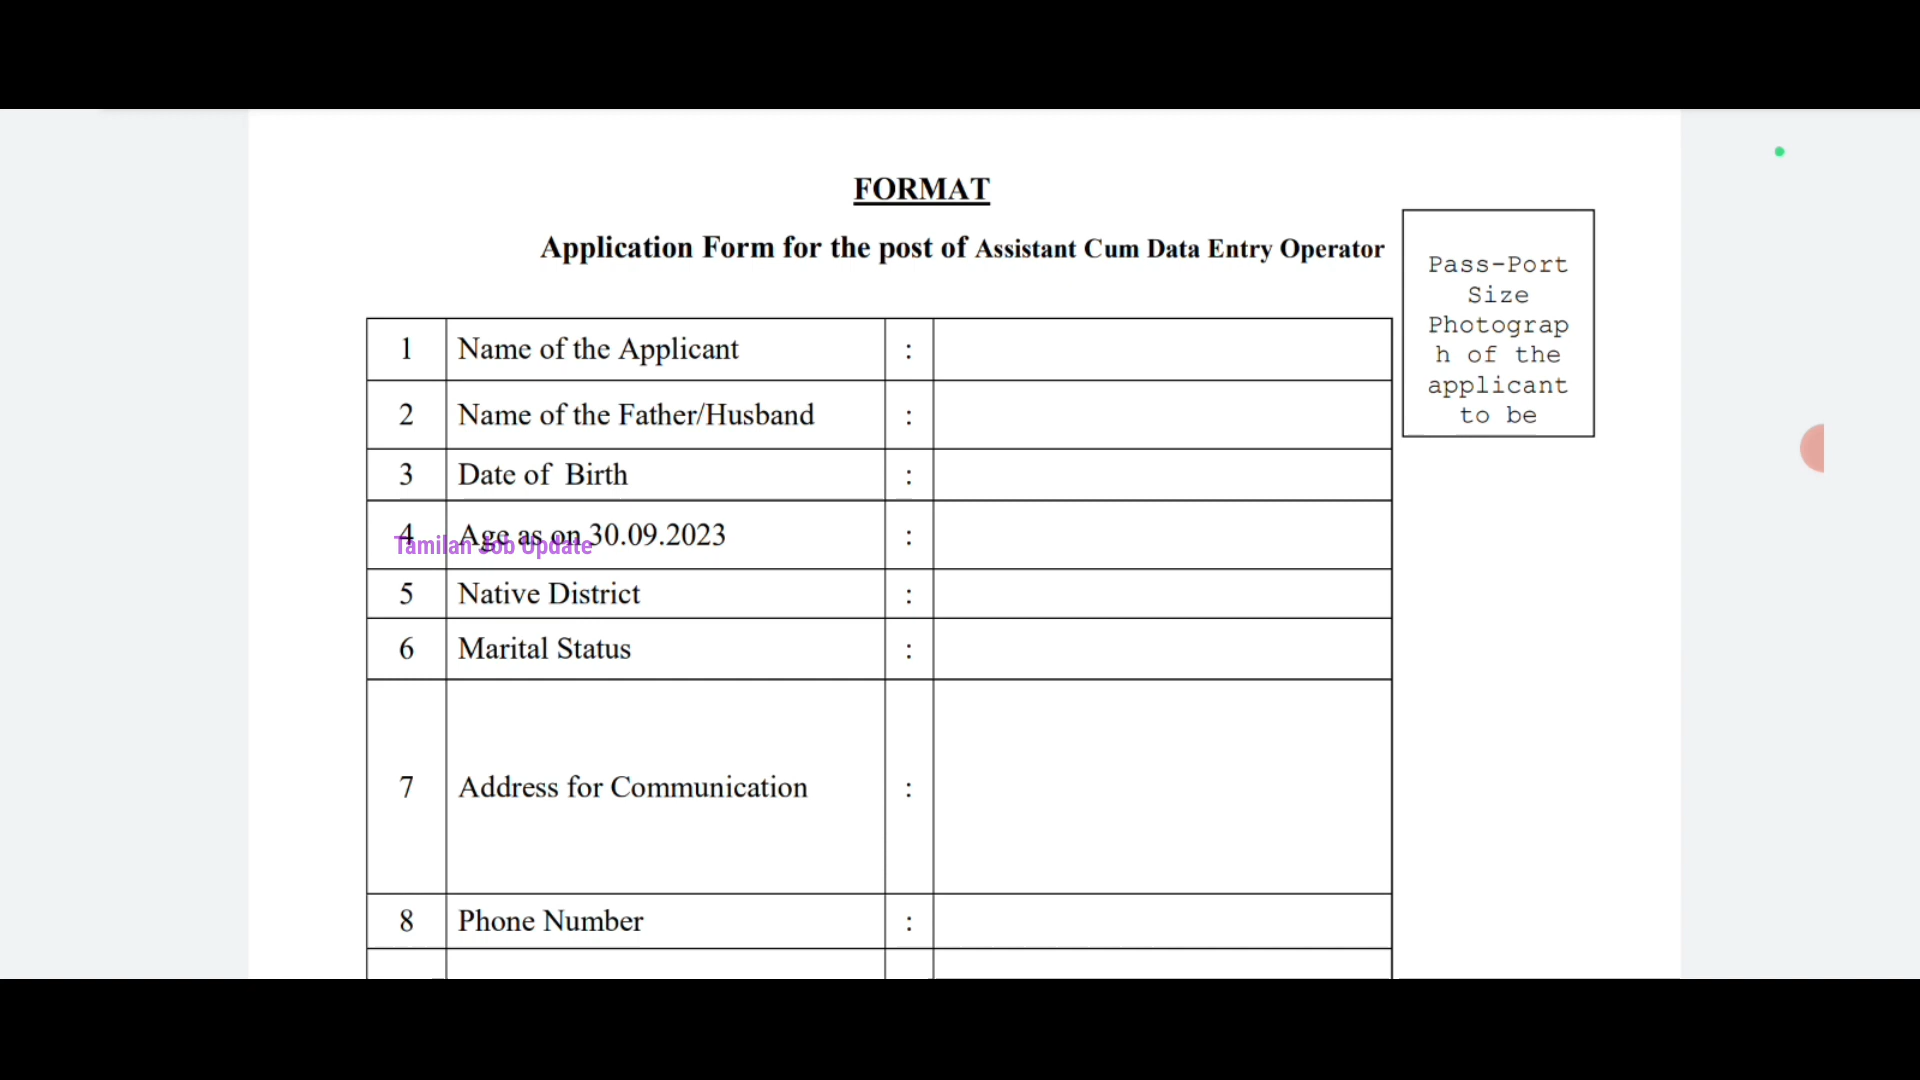 FORMAT
Application Form for the post of Assistant Cum Data Entry Operator
Pass-Port
Size
Photograp
h of the
applicant
to be
1 Name of the Applicant :
2 Name of the Father/Husband :
3 Date of Birth :
4 Age as on 30.09.2023 :
Tamilan Job Update
5 Native District :
6 Marital Status :
7 Address for Communication :
8 Phone Number :